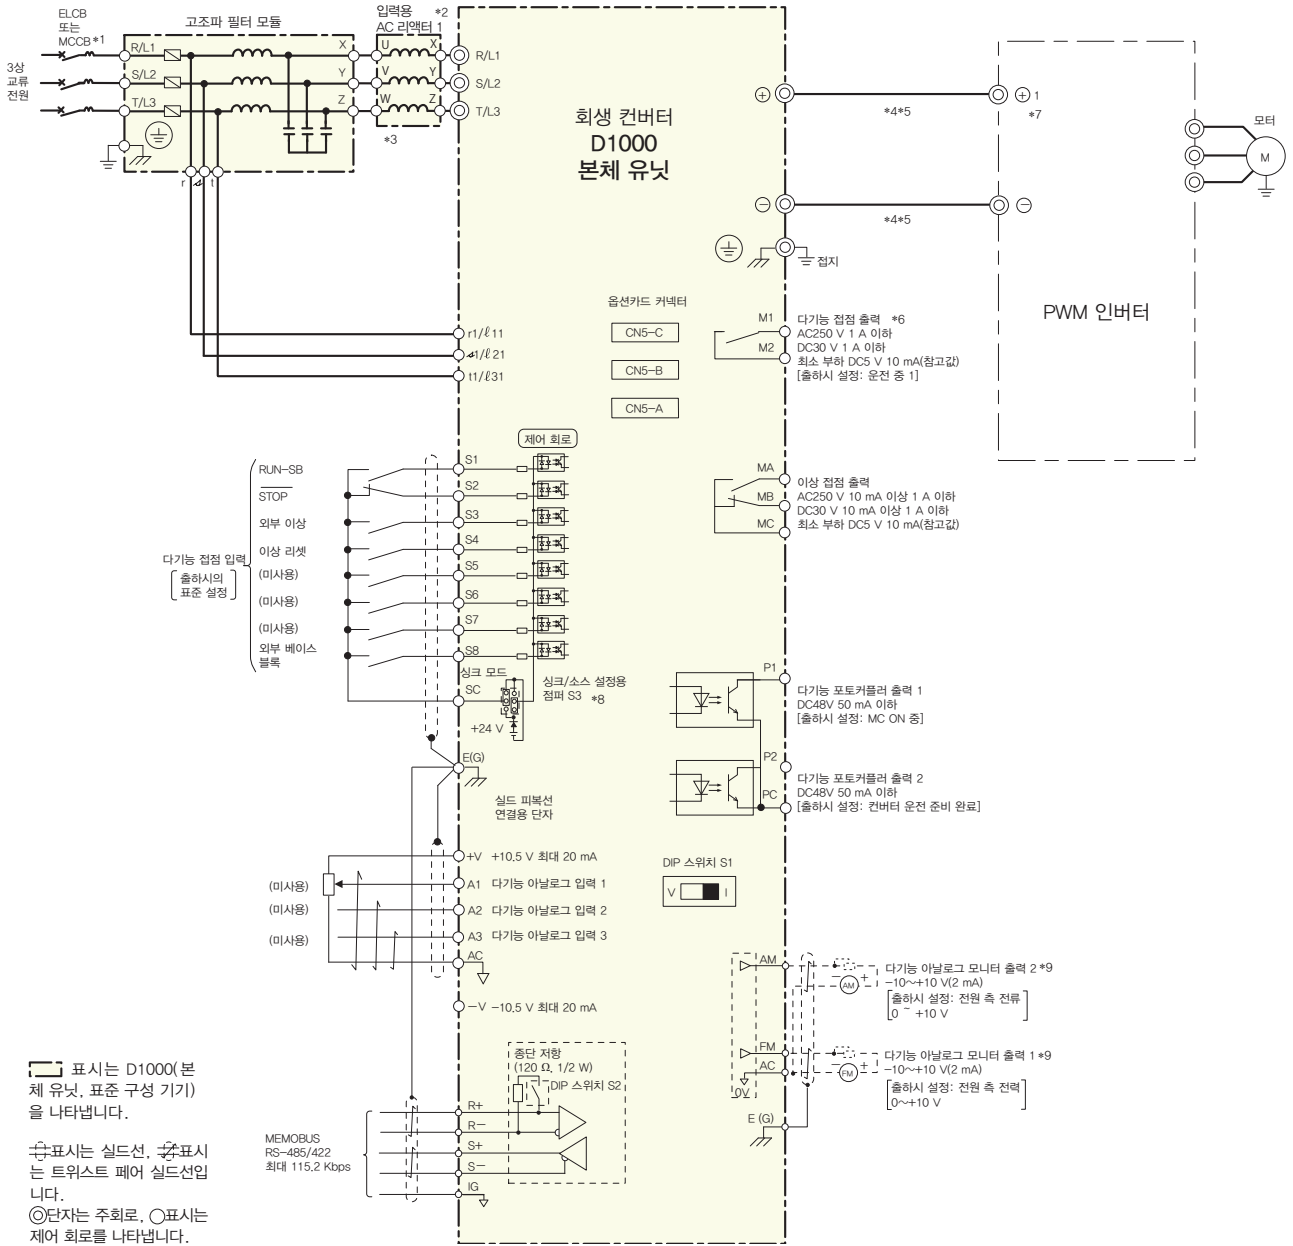 ELCB
또는
MCCB*1
고조파 필터 모듈
입력용 *2
AC 리액터 1
3상
교류
전원
R/L1
S/L2
T/L3
X
Y
Z
U
V
W
X
Y
Z
*3
R/L1
S/L2
T/L3
r
t
회생 컨버터
D1000
본체 유닛
*4*5
1
*7
*4*5
모터
M
접지
PWM 인버터
r1/ℓ11
1/ℓ21
t1/ℓ31
옵션카드 커넥터
CN5-C
CN5-B
CN5-A
M1
M2
다기능 접점 출력 *6
AC250 V 1 A 이하
DC30 V 1 A 이하
최소 부하 DC5 V 10 mA(참고값)
[출하시 설정: 운전 중 1]
제어 회로
다기능 접점 입력
출하시의
표준 설정
RUN-SB
STOP
외부 이상
이상 리셋
(미사용)
(미사용)
(미사용)
외부 베이스
블록
S1
S2
S3
S4
S5
S6
S7
S8
싱크 모드
SC
+24 V
싱크/소스 설정용
점퍼 S3 *8
MA
MB
MC
이상 접점 출력
AC250 V 10 mA 이상 1 A 이하
DC30 V 10 mA 이상 1 A 이하
최소 부하 DC5 V 10 mA(참고값)
P1
다기능 포토커플러 출력 1
DC48V 50 mA 이하
[출하시 설정: MC ON 중]
P2
PC
다기능 포토커플러 출력 2
DC48V 50 mA 이하
[출하시 설정: 컨버터 운전 준비 완료]
E(G)
실드 피복선
연결용 단자
+V +10.5 V 최대 20 mA
(미사용)
A1 다기능 아날로그 입력 1
(미사용)
A2 다기능 아날로그 입력 2
(미사용)
A3 다기능 아날로그 입력 3
AC
-V -10.5 V 최대 20 mA
DIP 스위치 S1
V
I
AM
- +
AM
다기능 아날로그 모니터 출력 2 *9
-10~+10 V(2 mA)
출하시 설정: 전원 측 전류
0 ~ +10 V
FM
AC
0V
- +
FM
다기능 아날로그 모니터 출력 1 *9
-10~+10 V(2 mA)
출하시 설정: 전원 측 전력
0~+10 V
E (G)
종단 저항
(120 Ω, 1/2 W)
DIP 스위치 S2
MEMOBUS
RS-485/422
최대 115.2 Kbps
R+
R-
S+
S-
IG
표시는 D1000(본
체 유닛, 표준 구성 기기)
을 나타냅니다.
표시는 실드선, 표시
는 트위스트 페어 실드선입
니다.
◎단자는 주회로, ○표시는
제어 회로를 나타냅니다.